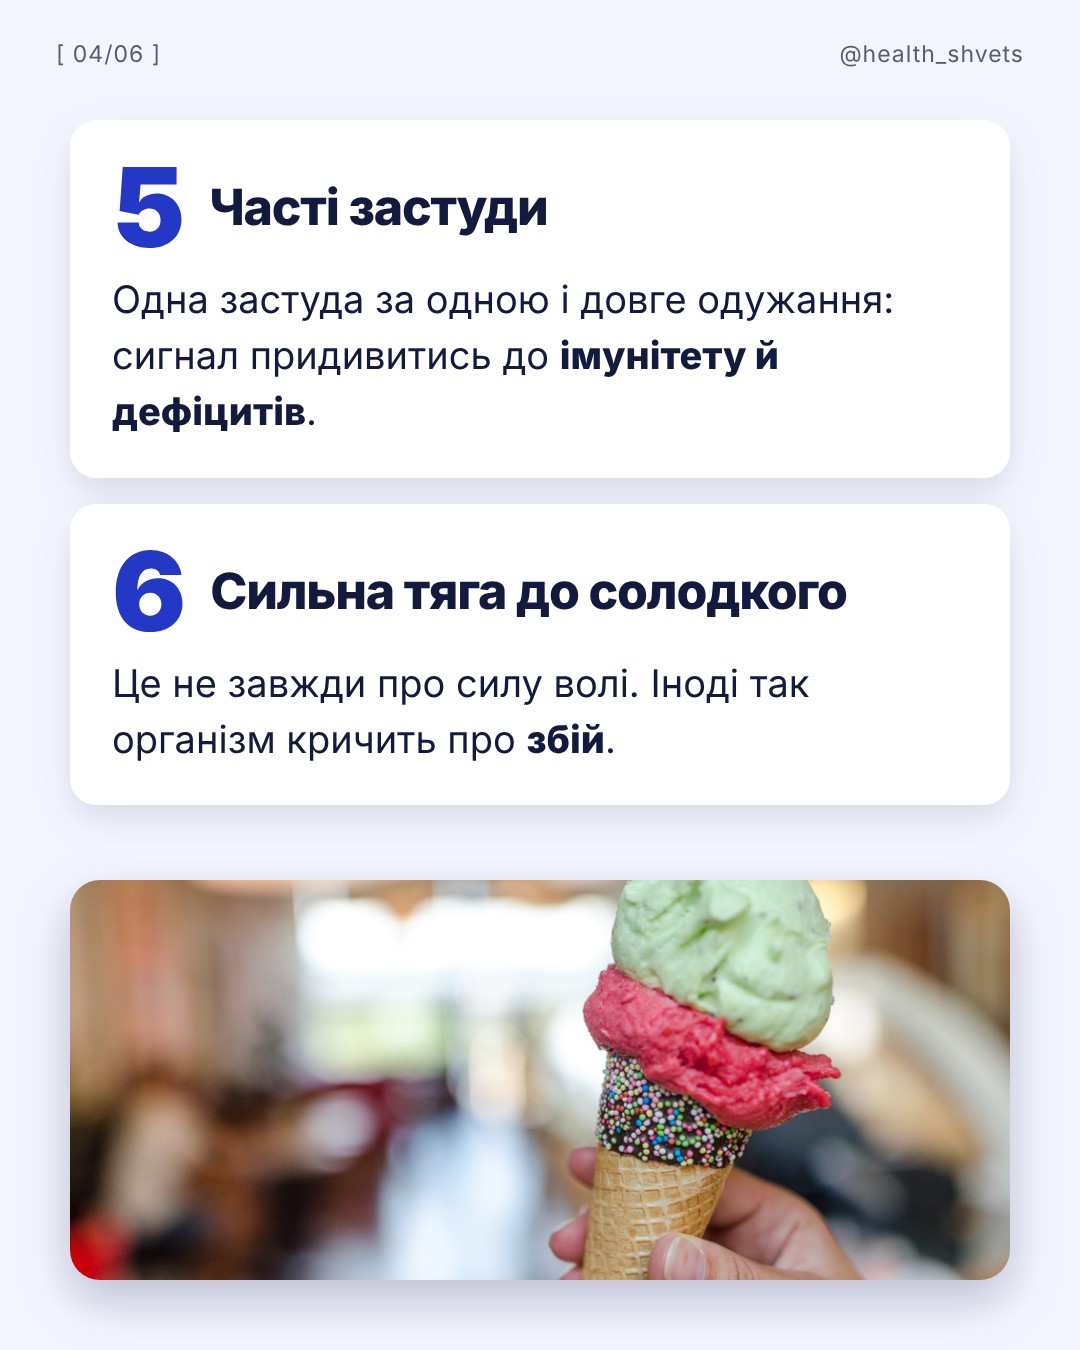 [ 04/06 ]
@health_shvets
5 Часті застуди
Одна застуда за одною і довге одужання:
сигнал придивитись до імунітету й
дефіцитів.
6 Сильна тяга до солодкого
Це не завжди про силу волі. Іноді так
організм кричить про збій.